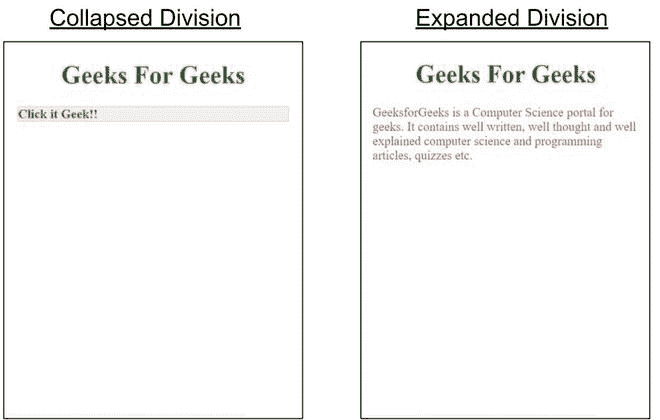 Collapsed Division
Geeks For Geeks
Click it Geek!!
Expanded Division
Geeks For Geeks
GeeksforGeeks is a Computer Science portal for
geeks. It contains well written, well thought and well
explained computer science and programming
articles, quizzes etc.